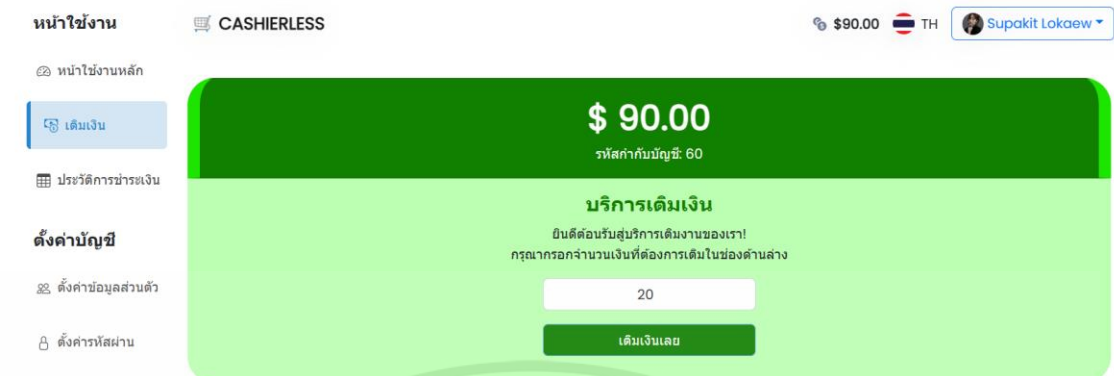 หน้าใช้งาน
CASHIERLESS
$90.00
TH
Supakit Lokaew
หน้าใช้งานหลัก
เติมเงิน
ประวัติการชำระเงิน
ตั้งค่าบัญชี
ตั้งค่าข้อมูลส่วนตัว
ตั้งค่ารหัสผ่าน
$ 90.00
รหัสกำกับบัญชี: 60
บริการเติมเงิน
ยินดีต้อนรับสู่บริการเติมงานของเรา!
กรุณากรอกจำนวนเงินที่ต้องการเติมในช่องด้านล่าง
20
เติมเงินเลย